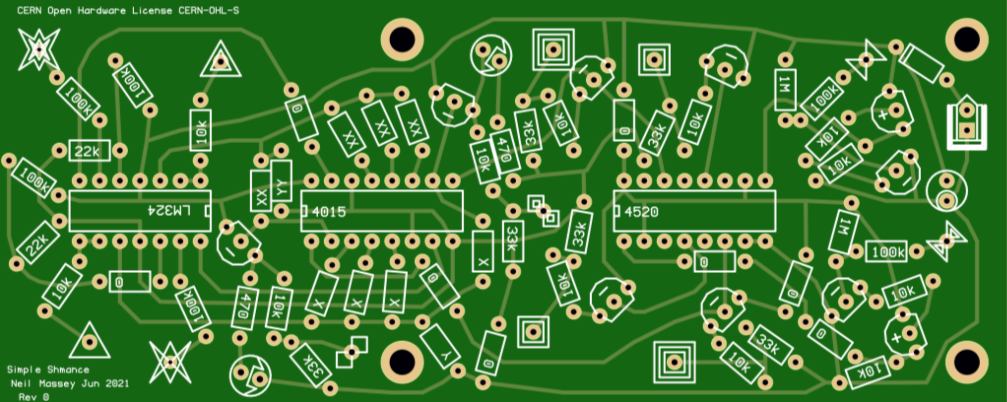 CERN Open Hardware License CERN-OHL-S
100k
100k
22k
10k
100k
22k
10k
LM324
0
100k
470
10k
0
XX
XX
XX
XX
YY
4015
X
X
X
0
X
33k
Y
0
10k
470
33k
10k
33k
33k
10k
0
33k
10k
4520
0
1M
100k
10k
10k
1M
100k
0
10k
0
33k
10k
10k
+
+
Simple Shmance
Neil Massey Jun 2021
Rev 0